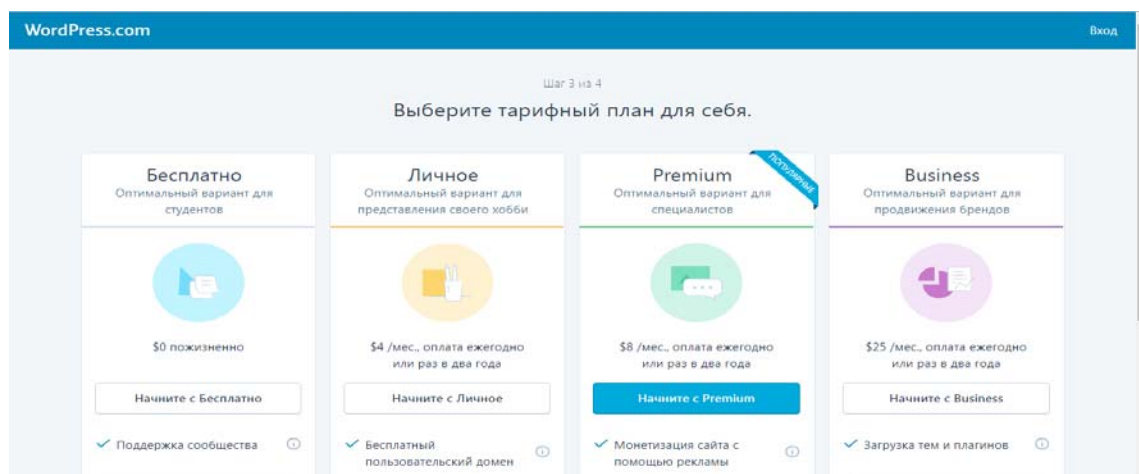 WordPress.com
Вход
Шаг 3 из 4
Выберите тарифный план для себя.
Бесплатно
Оптимальный вариант для
студентов
$0 пожизненно
Начните с Бесплатно
Поддержка сообщества
Личное
Оптимальный вариант для
представления своего хобби
$4 /мес., оплата ежегодно
или раз в два года
Начните с Личное
Бесплатный
пользовательский домен
ПОПУЛЯРНЫЕ
Premium
Оптимальный вариант для
специалистов
$8 /мес., оплата ежегодно
или раз в два года
Начните с Premium
Монетизация сайта с
помощью рекламы
Business
Оптимальный вариант для
продвижения брендов
$25 /мес., оплата ежегодно
или раз в два года
Начните с Business
Загрузка тем и плагинов